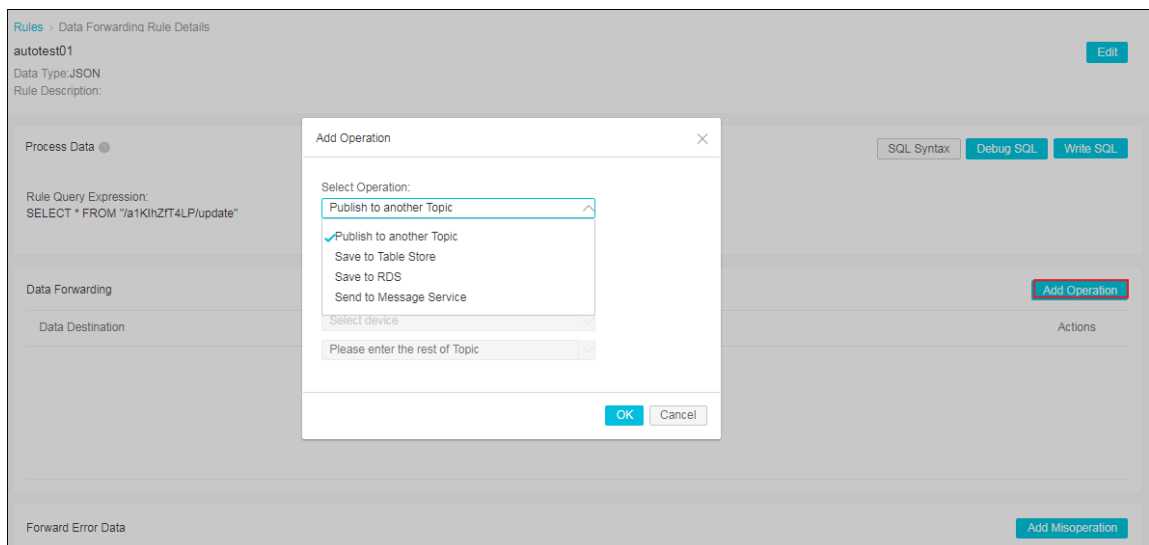 Rules > Data Forwarding Rule Details
autotest01
Edit
Data Type:JSON
Rule Description:
Process Data
SQL Syntax
Debug SQL
Write SQL
Rule Query Expression:
SELECT * FROM "/a1KIhZfT4LP/update"
Add Operation
Select Operation:
Publish to another Topic
Publish to another Topic
Save to Table Store
Save to RDS
Send to Message Service
Select device
Please enter the rest of Topic
OK
Cancel
Data Forwarding
Add Operation
Data Destination
Actions
Forward Error Data
Add Misoperation